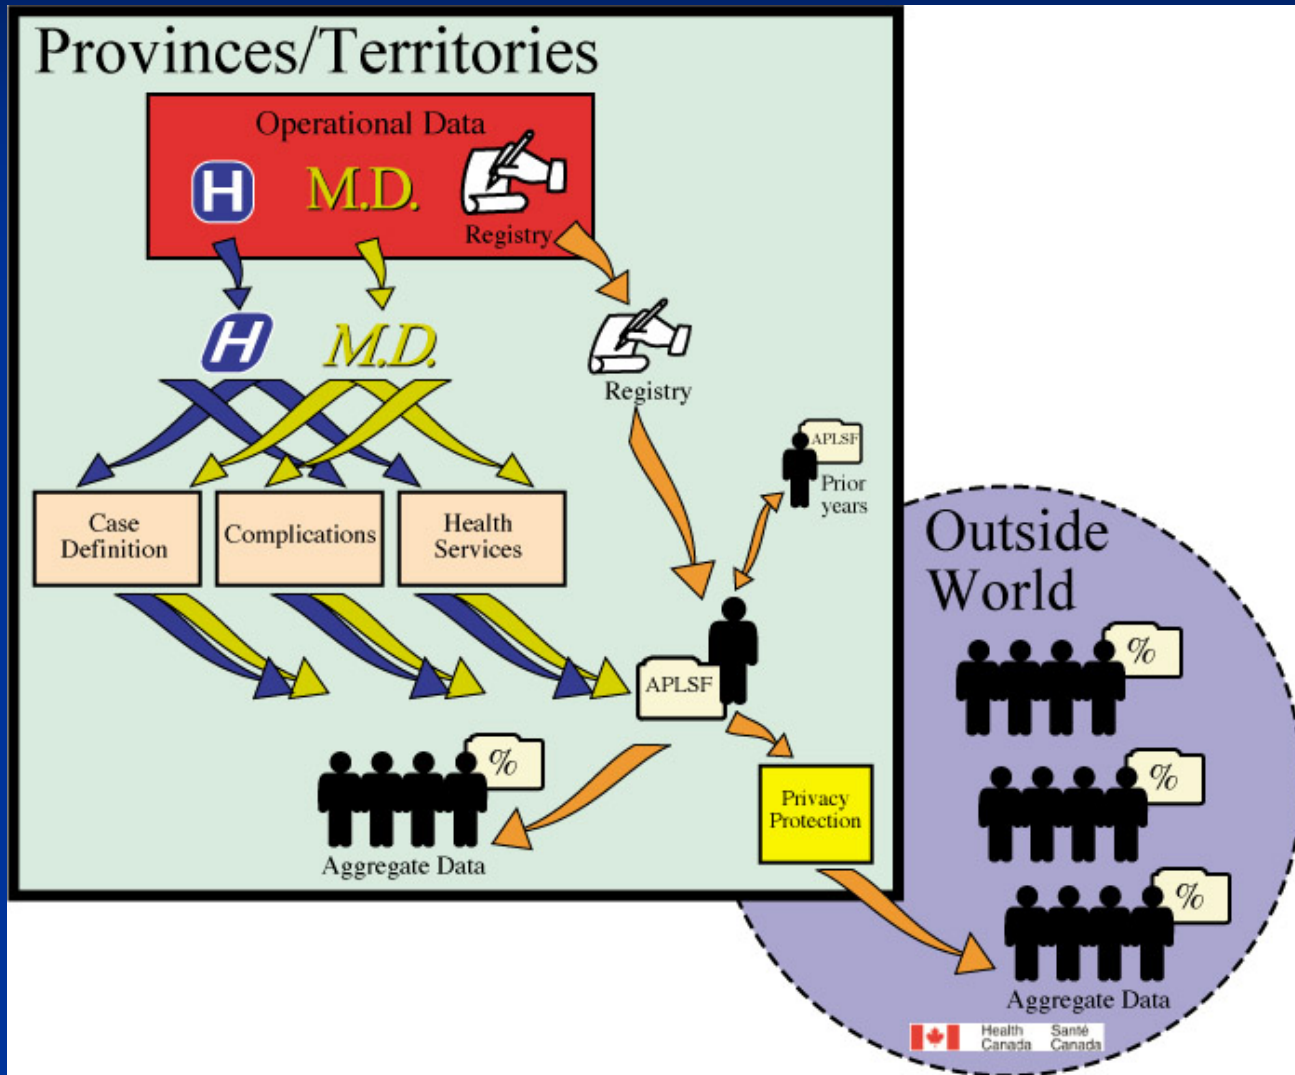 Provinces/Territories
Operational Data
H
M.D.
Registry
H
M.D.
Registry
APLSF
Prior
years
Case
Definition
Complications
Health
Services
APLSF
%
Aggregate Data
Privacy
Protection
Outside
World
%
%
%
Aggregate Data
Health
Canada
Santé
Canada